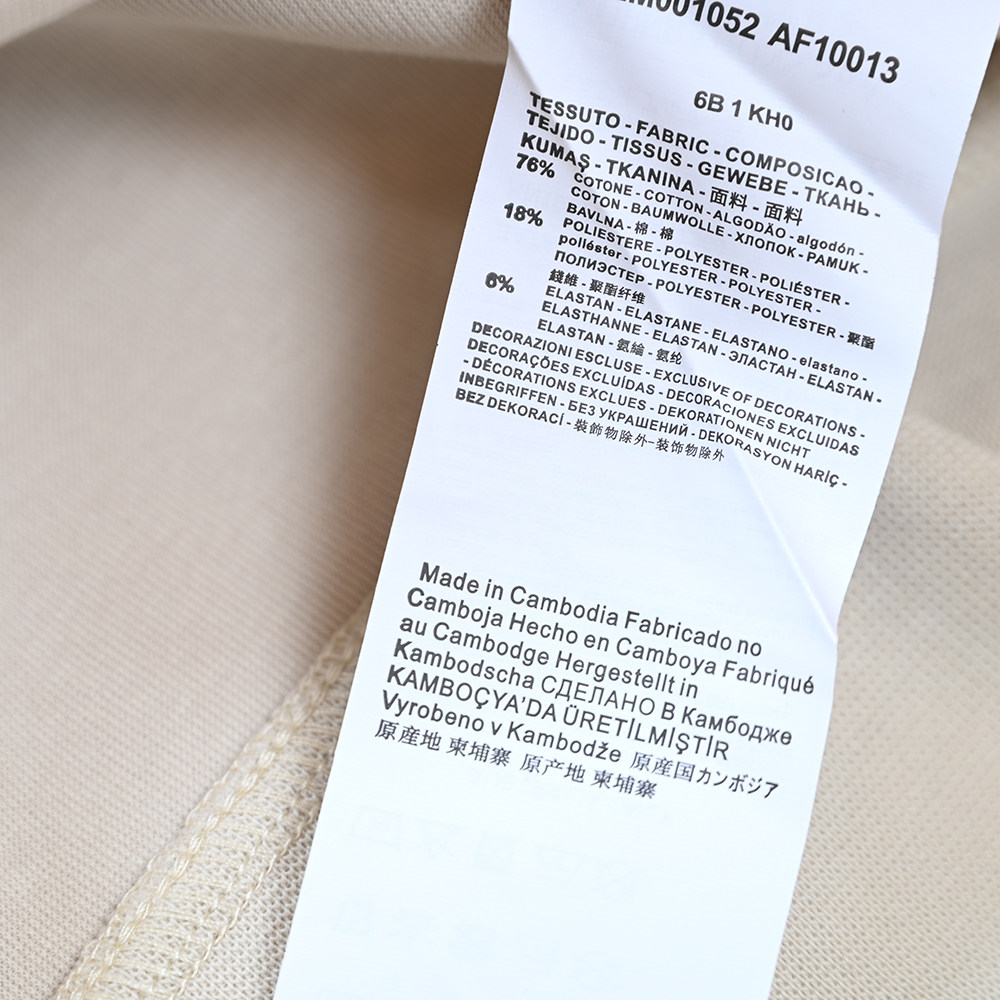 M001052 AF10013
6B 1 KH0
TESSUTO - FABRIC - COMPOSICAO -
TEJIDO - TISSUS - GEWEBE - ТКАНЬ -
KUMAŞ - TKANINA - 面料 - 面料
76% COTONE - COTTON - ALGODÃO - algodón -
COTON - BAUMWOLLE - ХЛОПОК - PAMUK -
BAVLNA - 棉 - 棉
18% POLIESTERE - POLYESTER - POLIÉSTER -
poliéster - POLYESTER - POLYESTER -
ПОЛИЭСТЕР - POLYESTER - POLYESTER - 聚酯
錢維 - 聚酯纤维
6% ELASTAN - ELASTANE - ELASTANO - elastano -
ELASTHANNE - ELASTAN - ЭЛАСТАН - ELASTAN -
ELASTAN - 氨綸 - 氨纶
DECORAZIONI ESCLUSE - EXCLUSIVE OF DECORATIONS -
DECORAÇÕES EXCLUÍDAS - DECORACIONES EXCLUIDAS
- DÉCORATIONS EXCLUES - DEKORATIONEN NICHT
INBEGRIFFEN - БЕЗ УКРАШЕНИЙ - DEKORASYON HARİÇ -
BEZ DEKORACÍ - 裝飾物除外-装饰物除外
Made in Cambodia Fabricado no
Camboja Hecho en Camboya Fabriqué
au Cambodge Hergestellt in
Kambodscha СДЕЛАНО В Камбодже
KAMBOÇYA'DA ÜRETİLMİŞTİR
Vyrobeno v Kambodže 原産国カンボジア
原産地 柬埔寨 原产地 柬埔寨